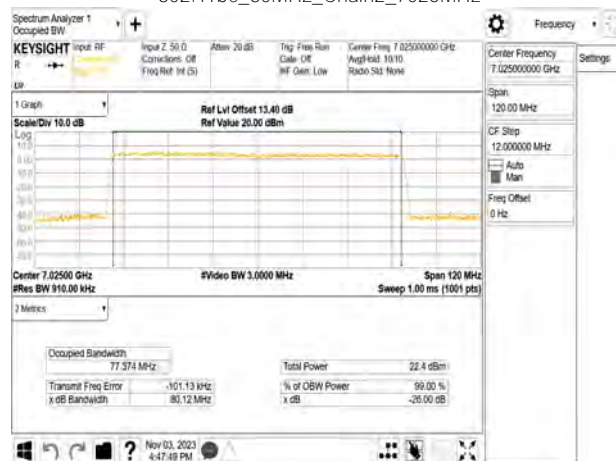 Spectrum Analyzer 1
Occupied BW
Frequency
KEYSIGHT
Input: RF
Input Z: 50 Ω
Corrections: Off
Freq Ref: Int (S)
Atten: 20 dB
Trig: Free Run
Gate: Off
#IF Gain: Low
Center Freq: 7.025000000 GHz
Avg|Hold: 10/10
Radio Std: None
Center Frequency
7.025000000 GHz
Settings
Span
120.00 MHz
CF Step
12.000000 MHz
Auto
Man
Freq Offset
0 Hz
1 Graph
Scale/Div 10.0 dB
Ref Lvl Offset 13.40 dB
Ref Value 20.00 dBm
Log
Center 7.02500 GHz
#Res BW 910.00 kHz
#Video BW 3.0000 MHz
Span 120 MHz
Sweep 1.00 ms (1001 pts)
2 Metrics
Occupied Bandwidth
77.374 MHz
Total Power
22.4 dBm
Transmit Freq Error
-101.13 kHz
% of OBW Power
99.00 %
x dB Bandwidth
80.12 MHz
x dB
-26.00 dB
Nov 03, 2023
4:47:49 PM